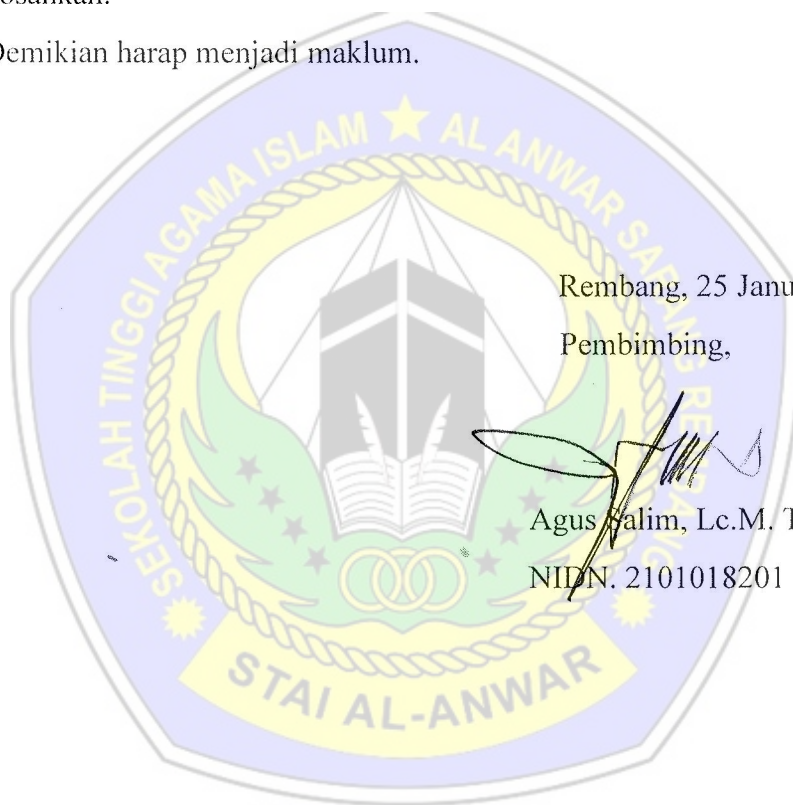 Demikian harap menjadi maklum.
SEKOLAH TINGGI AGAMA ISLAM ★ AL ANWAR SARANG REMBANG
Rembang, 25 Janu
Pembimbing,
Agus Salim, Lc.M. T
NIDN. 2101018201
STAI AL-ANWAR